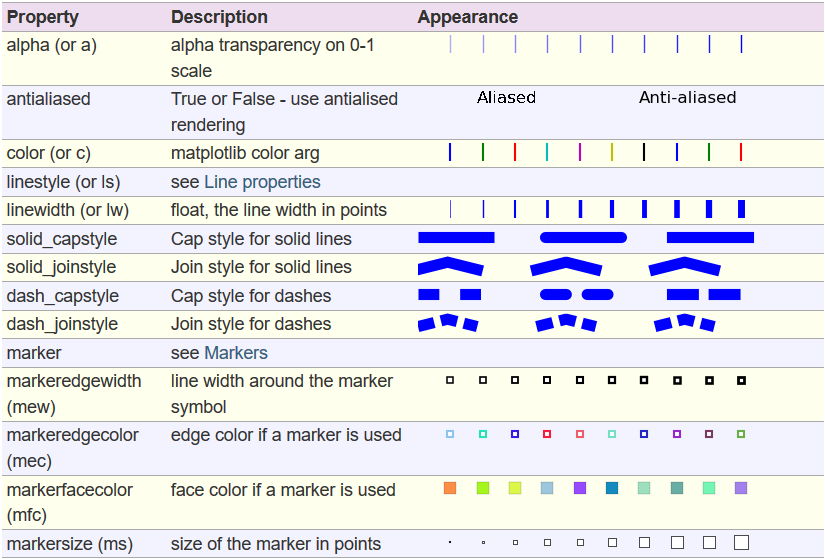 Property Description Appearance
alpha (or a) alpha transparency on 0-1
scale
antialiased True or False - use antialised
rendering
Aliased Anti-aliased
color (or c) matplotlib color arg
linestyle (or ls) see Line properties
linewidth (or lw) float, the line width in points
solid_capstyle Cap style for solid lines
solid_joinstyle Join style for solid lines
dash_capstyle Cap style for dashes
dash_joinstyle Join style for dashes
marker see Markers
markeredgewidth line width around the marker
(mew) symbol
markeredgecolor edge color if a marker is used
(mec)
markerfacecolor face color if a marker is used
(mfc)
markersize (ms) size of the marker in points